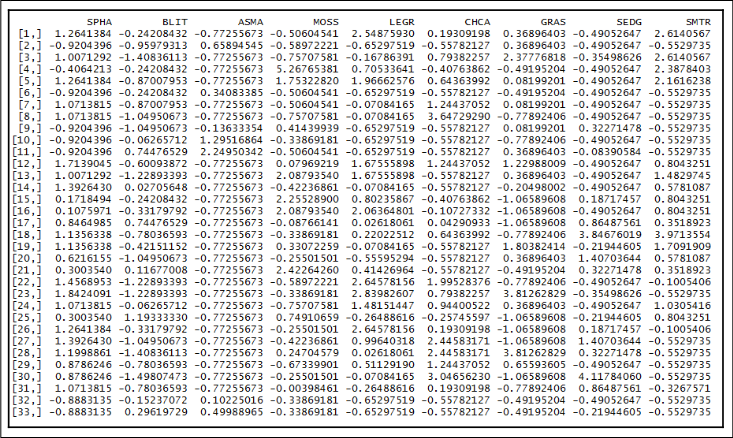 SPHA BLIT ASMA MOSS LEGR CHCA GRAS SEDG SMTR
[1,] 1.2641384 -0.24208432 -0.77255673 -0.50604541 2.54875930 0.19309198 0.36896403 -0.49052647 2.6140567
[2,] -0.9204396 -0.95979313 0.65894545 -0.58972221 -0.65297519 -0.55782127 0.36896403 -0.49052647 -0.5529735
[3,] 1.0071292 -1.40836113 -0.77255673 -0.75707581 -0.16786391 0.79382257 2.37776818 -0.35498626 2.6140567
[4,] -0.4064213 -0.24208432 -0.77255673 5.26765381 0.70533641 -0.40763862 -0.49195204 -0.49052647 2.3878403
[5,] 1.2641384 -0.87007953 -0.77255673 1.75322820 1.96662576 0.64363992 0.08199201 -0.49052647 2.1616238
[6,] -0.9204396 -0.24208432 0.34083385 -0.50604541 -0.65297519 -0.55782127 -0.49195204 -0.49052647 -0.5529735
[7,] 1.0713815 -0.87007953 -0.77255673 -0.50604541 -0.07084165 1.24437052 0.08199201 -0.49052647 -0.5529735
[8,] 1.0713815 -1.04950673 -0.77255673 -0.75707581 -0.07084165 3.64729290 -0.77892406 -0.49052647 -0.5529735
[9,] -0.9204396 -1.04950673 -0.13633354 0.41439939 -0.65297519 -0.55782127 0.08199201 0.32271478 -0.5529735
[10,] -0.9204396 -0.06265712 1.29516864 -0.33869181 -0.65297519 -0.55782127 -0.77892406 -0.49052647 -0.5529735
[11,] -0.9204396 0.74476529 2.24950342 -0.50604541 -0.65297519 -0.55782127 0.36896403 -0.08390584 -0.5529735
[12,] 1.7139045 -0.60093872 -0.77255673 0.07969219 1.67555898 1.24437052 1.22988009 -0.49052647 0.8043251
[13,] 1.0071292 -1.22893393 -0.77255673 2.08793540 1.67555898 -0.55782127 0.36896403 -0.49052647 1.4829745
[14,] 1.3926430 0.02705648 -0.77255673 -0.42236861 -0.07084165 -0.55782127 -0.20498002 -0.49052647 0.5781087
[15,] 0.1718494 -0.24208432 -0.77255673 2.25528900 0.80235867 -0.40763862 -1.06589608 0.18717457 0.8043251
[16,] 0.1075971 -0.33179792 -0.77255673 2.08793540 2.06364801 -0.10727332 -1.06589608 -0.49052647 0.8043251
[17,] 0.8464985 0.74476529 -0.77255673 -0.08766141 0.02618061 0.04290933 -1.06589608 0.86487561 0.3518923
[18,] 1.1356338 -0.78036593 -0.77255673 -0.33869181 0.22022512 0.64363992 -0.77892406 3.84676019 3.9713554
[19,] 1.1356338 -0.42151152 -0.77255673 0.33072259 -0.07084165 -0.55782127 1.80382414 -0.21944605 1.7091909
[20,] 0.6216155 -1.04950673 -0.77255673 -0.25501501 -0.55595294 -0.55782127 0.36896403 1.40703644 0.5781087
[21,] 0.3003540 0.11677008 -0.77255673 2.42264260 0.41426964 -0.55782127 -0.49195204 0.32271478 0.3518923
[22,] 1.4568953 -1.22893393 -0.77255673 -0.58972221 2.64578156 1.99528376 -0.77892406 -0.49052647 -0.1005406
[23,] 1.8424091 -1.22893393 -0.77255673 -0.33869181 2.83982607 0.79382257 3.81262829 -0.35498626 -0.5529735
[24,] 1.0713815 -0.06265712 -0.77255673 -0.75707581 1.48151447 0.94400522 0.36896403 -0.49052647 1.0305416
[25,] 0.3003540 1.19333330 -0.77255673 0.74910659 -0.26488616 -0.25745597 -1.06589608 -0.21944605 0.8043251
[26,] 1.2641384 -0.33179792 -0.77255673 -0.25501501 2.64578156 0.19309198 -1.06589608 0.18717457 -0.1005406
[27,] 1.3926430 -1.04950673 -0.77255673 -0.42236861 0.99640318 2.44583171 -1.06589608 1.40703644 -0.5529735
[28,] 1.1998861 -1.40836113 -0.77255673 0.24704579 0.02618061 2.44583171 3.81262829 0.32271478 -0.5529735
[29,] 0.8786246 -0.78036593 -0.77255673 -0.67339901 0.51129190 1.24437052 0.65593605 -0.49052647 -0.5529735
[30,] 0.8786246 -1.49807473 -0.77255673 -0.25501501 -0.07084165 3.04656230 -1.06589608 4.11784060 -0.5529735
[31,] 1.0713815 -0.78036593 -0.77255673 -0.00398461 -0.26488616 0.19309198 -0.77892406 0.86487561 -0.3267571
[32,] -0.8883135 -0.15237072 0.10225016 -0.33869181 -0.65297519 -0.55782127 -0.49195204 -0.49052647 -0.5529735
[33,] -0.8883135 0.29619729 0.49988965 -0.33869181 -0.65297519 -0.55782127 -0.49195204 -0.21944605 -0.5529735